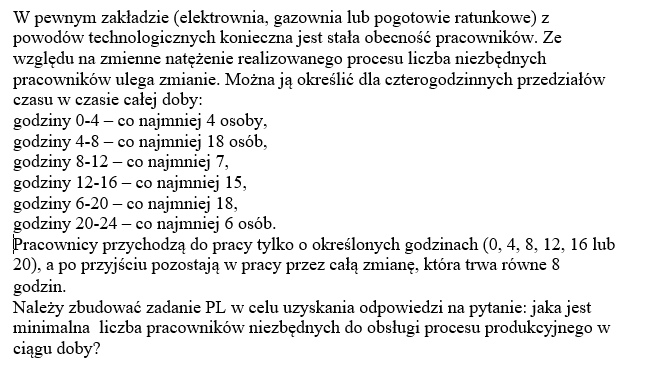 W pewnym zakładzie (elektrownia, gazownia lub pogotowie ratunkowe) z
powodów technologicznych konieczna jest stała obecność pracowników. Ze
względu na zmienne natężenie realizowanego procesu liczba niezbędnych
pracowników ulega zmianie. Można ją określić dla czterogodzinnych przedziałów
czasu w czasie całej doby:
godziny 0-4 – co najmniej 4 osoby,
godziny 4-8 – co najmniej 18 osób,
godziny 8-12 – co najmniej 7,
godziny 12-16 – co najmniej 15,
godziny 6-20 – co najmniej 18,
godziny 20-24 – co najmniej 6 osób.
Pracownicy przychodzą do pracy tylko o określonych godzinach (0, 4, 8, 12, 16 lub
20), a po przyjściu pozostają w pracy przez całą zmianę, która trwa równe 8
godzin.
Należy zbudować zadanie PL w celu uzyskania odpowiedzi na pytanie: jaka jest
minimalna  liczba pracowników niezbędnych do obsługi procesu produkcyjnego w
ciągu doby?